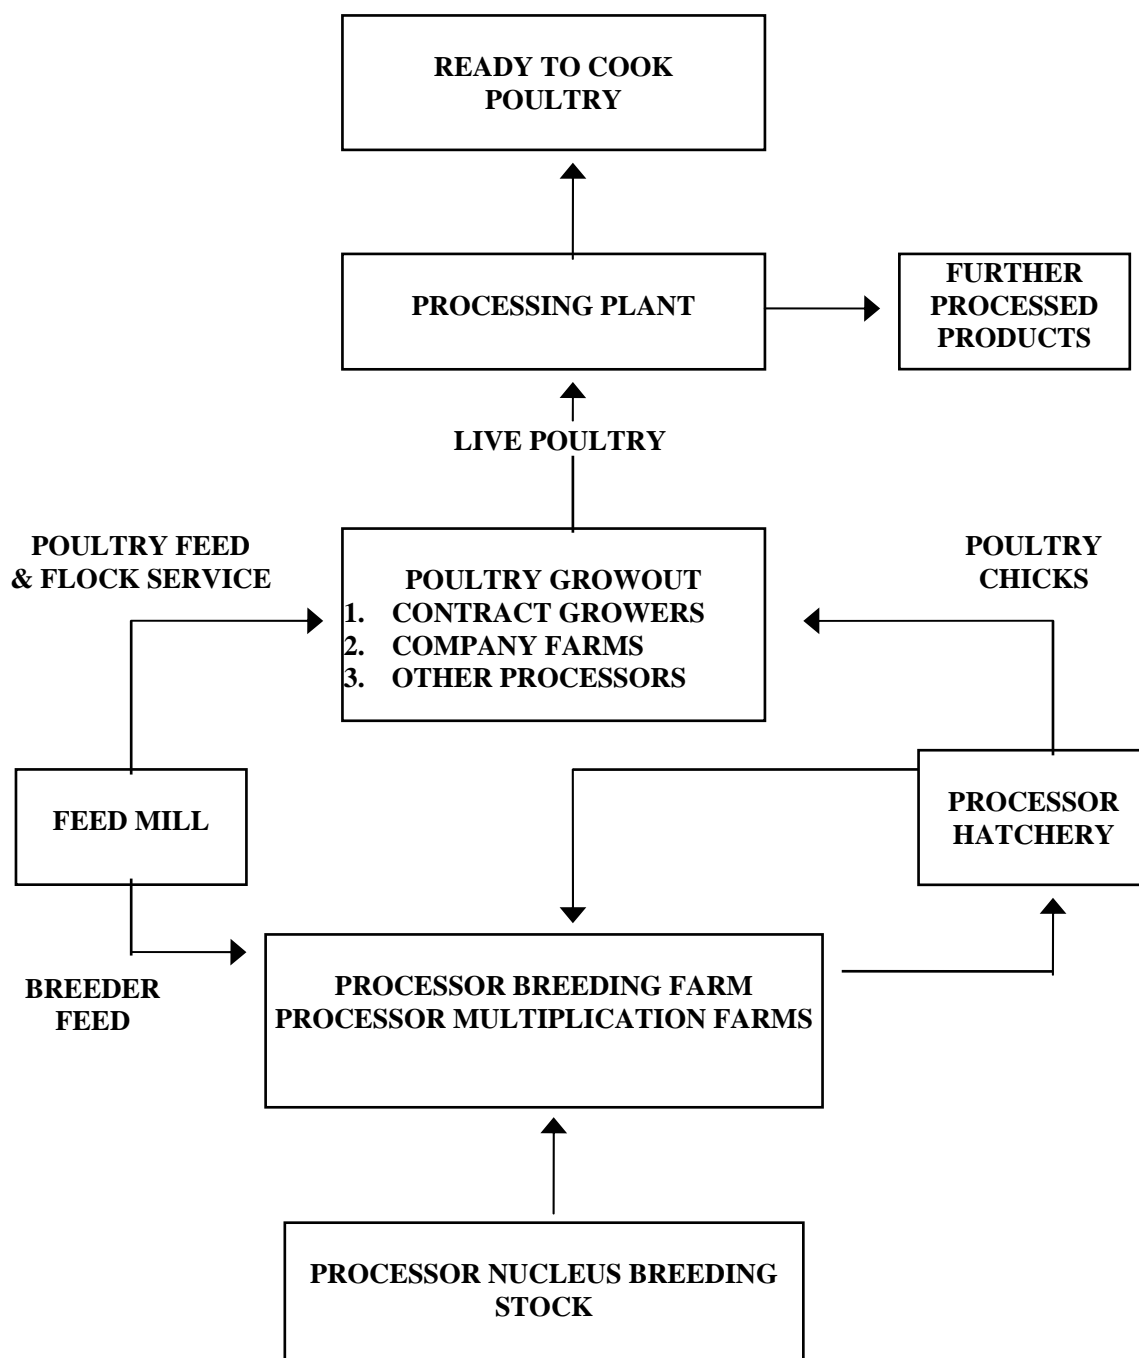 READY TO COOK
POULTRY
PROCESSING PLANT
FURTHER
PROCESSED
PRODUCTS
LIVE POULTRY
POULTRY FEED
& FLOCK SERVICE
POULTRY GROWOUT
1. CONTRACT GROWERS
2. COMPANY FARMS
3. OTHER PROCESSORS
POULTRY
CHICKS
FEED MILL
PROCESSOR
HATCHERY
BREEDER
FEED
PROCESSOR BREEDING FARM
PROCESSOR MULTIPLICATION FARMS
PROCESSOR NUCLEUS BREEDING
STOCK